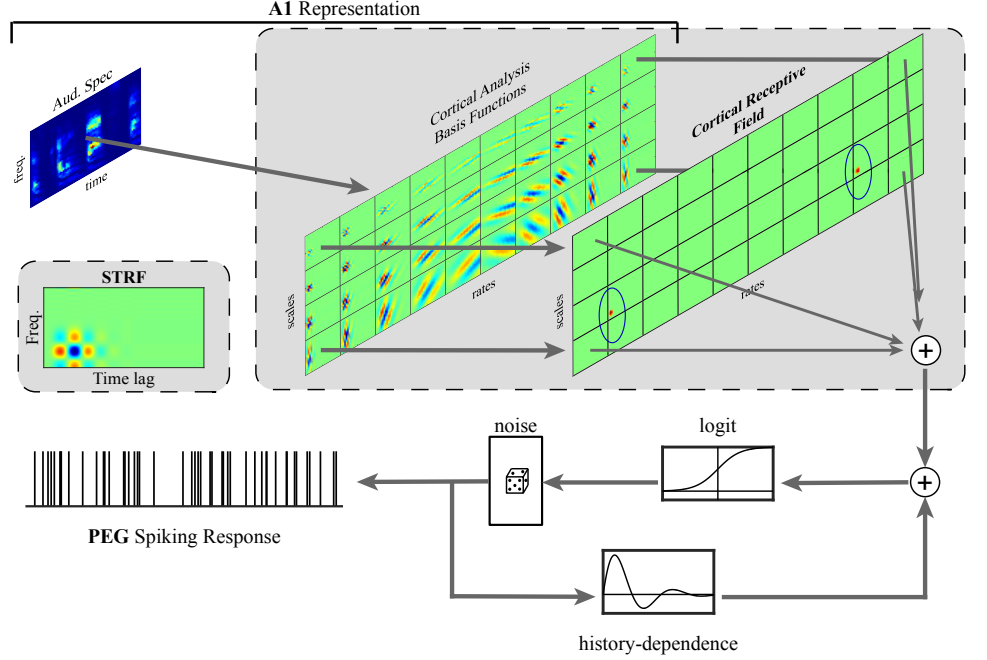 A1 Representation
Aud. Spec
freq.
time
Cortical Analysis
Basis Functions
Cortical Receptive
Field
scales
rates
scales
rates
STRF
Freq.
Time lag
+
noise
logit
+
PEG Spiking Response
history-dependence